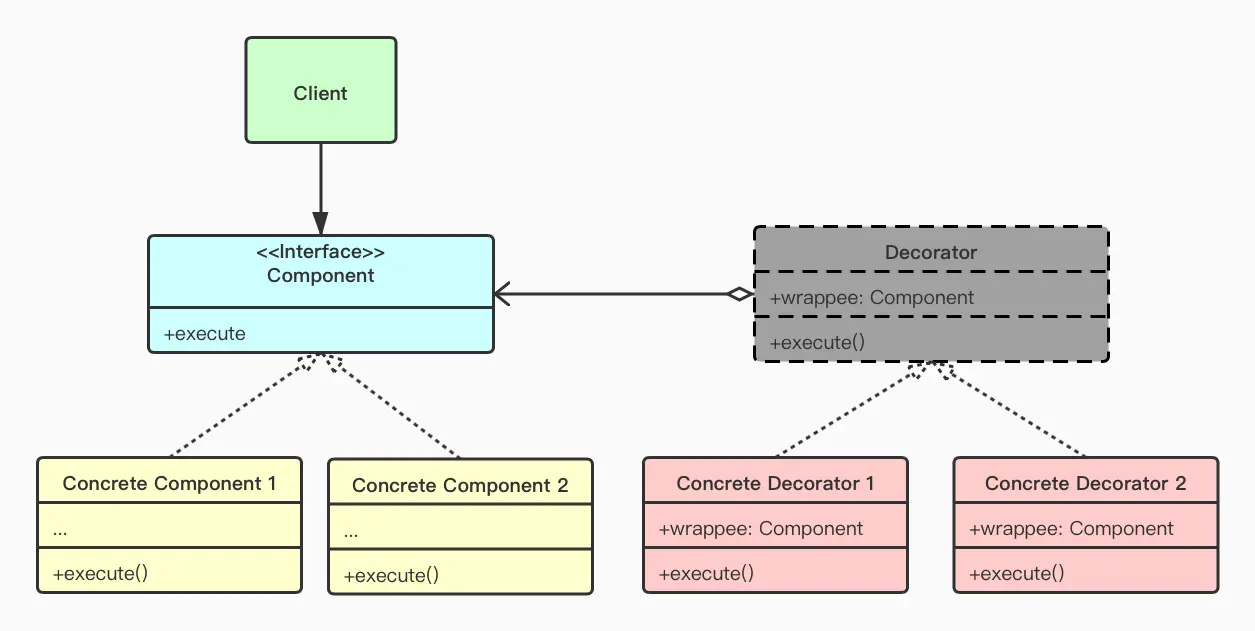 Client
<<Interface>>
Component
+execute
Decorator
+wrappee: Component
+execute()
Concrete Component 1
...
+execute()
Concrete Component 2
...
+execute()
Concrete Decorator 1
+wrappee: Component
+execute()
Concrete Decorator 2
+wrappee: Component
+execute()